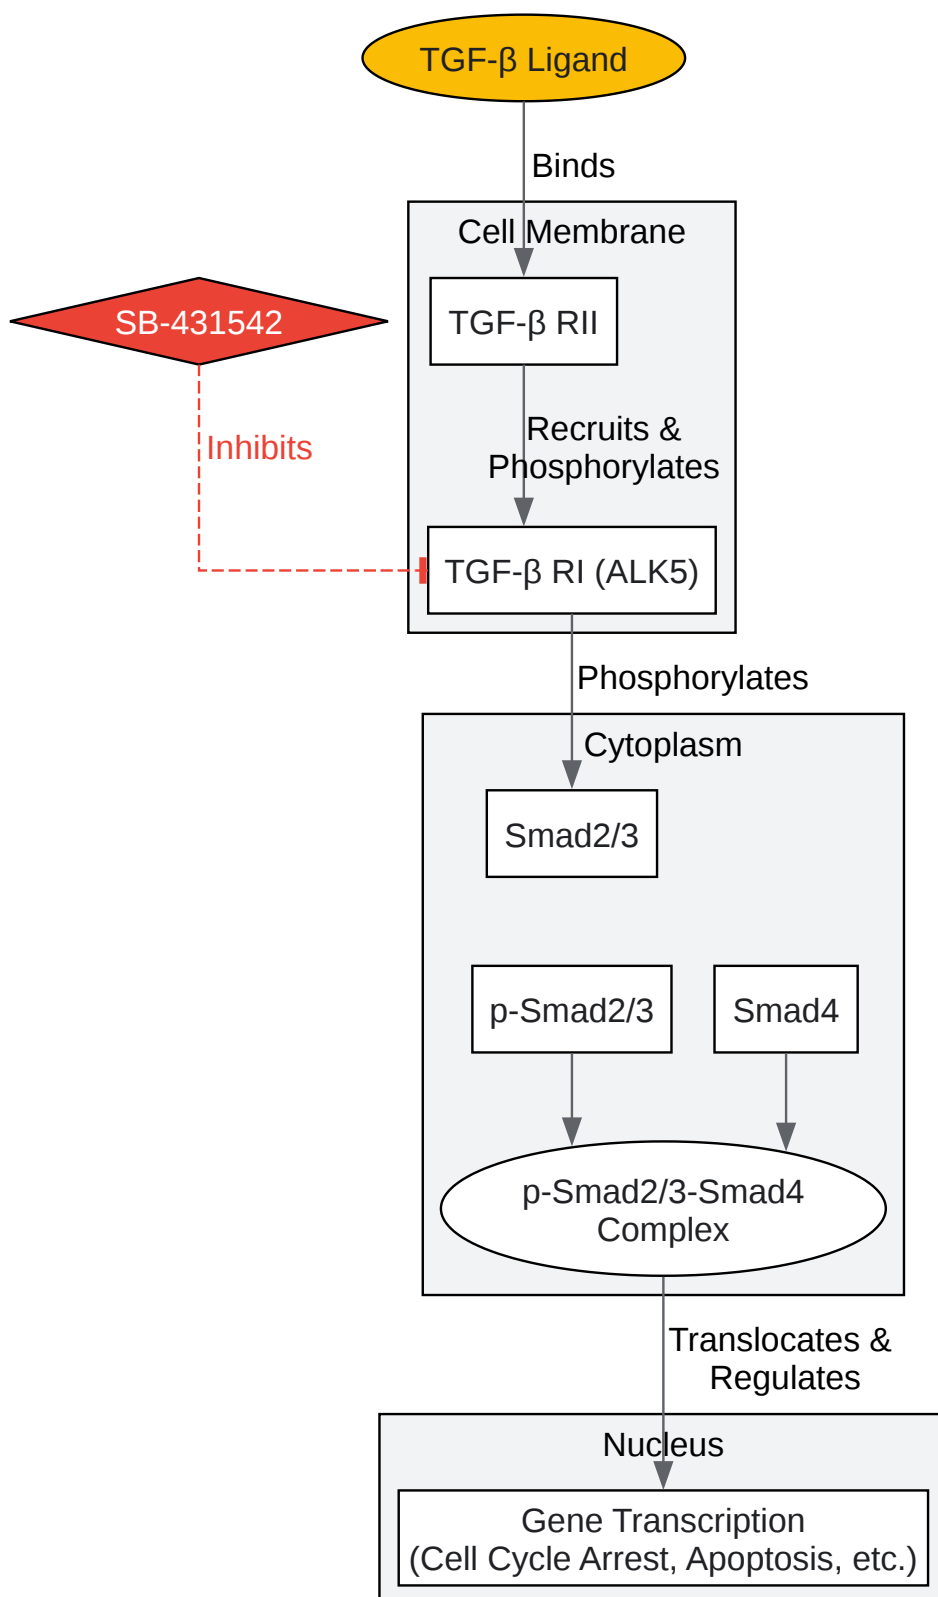 TGF-β Ligand
Binds
Cell Membrane
TGF-β RII
SB-431542
Recruits &
Phosphorylates
Inhibits
TGF-β RI (ALK5)
Phosphorylates
Cytoplasm
Smad2/3
p-Smad2/3
Smad4
p-Smad2/3-Smad4
Complex
Translocates &
Regulates
Nucleus
Gene Transcription
(Cell Cycle Arrest, Apoptosis, etc.)